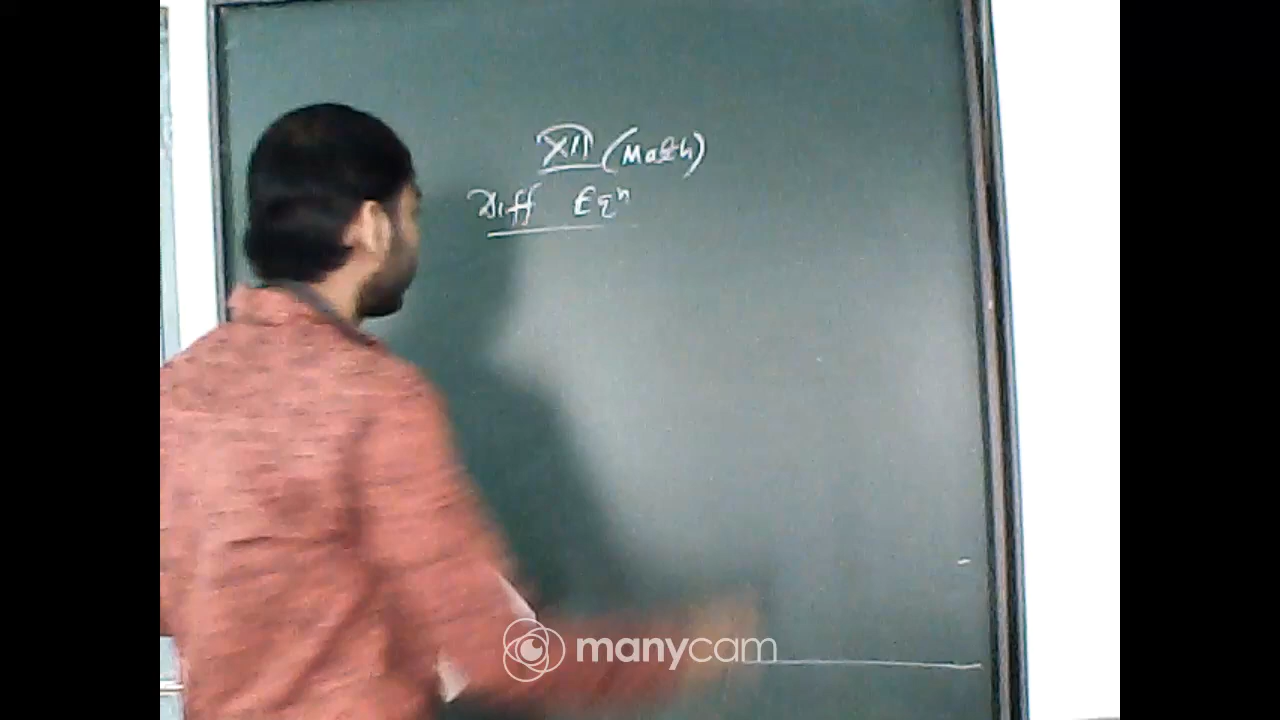 XII (Math)
Diff Eqⁿ
manycam